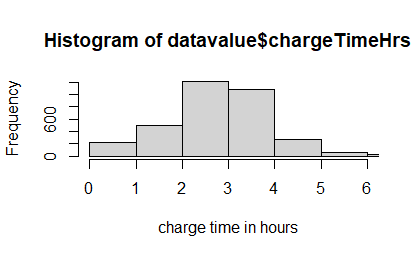 Histogram of datavalue$chargeTimeHrs
Frequency
600
0
0 1 2 3 4 5 6
charge time in hours